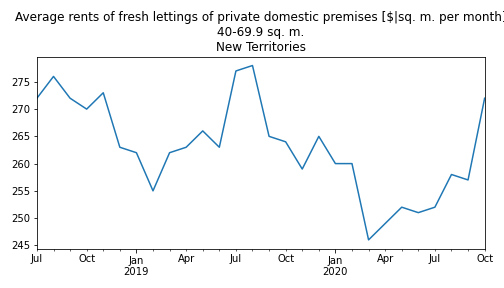 Average rents of fresh lettings of private domestic premises [$|sq. m. per month]
40-69.9 sq. m.
New Territories
275
270
265
260
255
250
245
Jul Oct Jan Apr Jul Oct Jan Apr Jul Oct
2019 2020